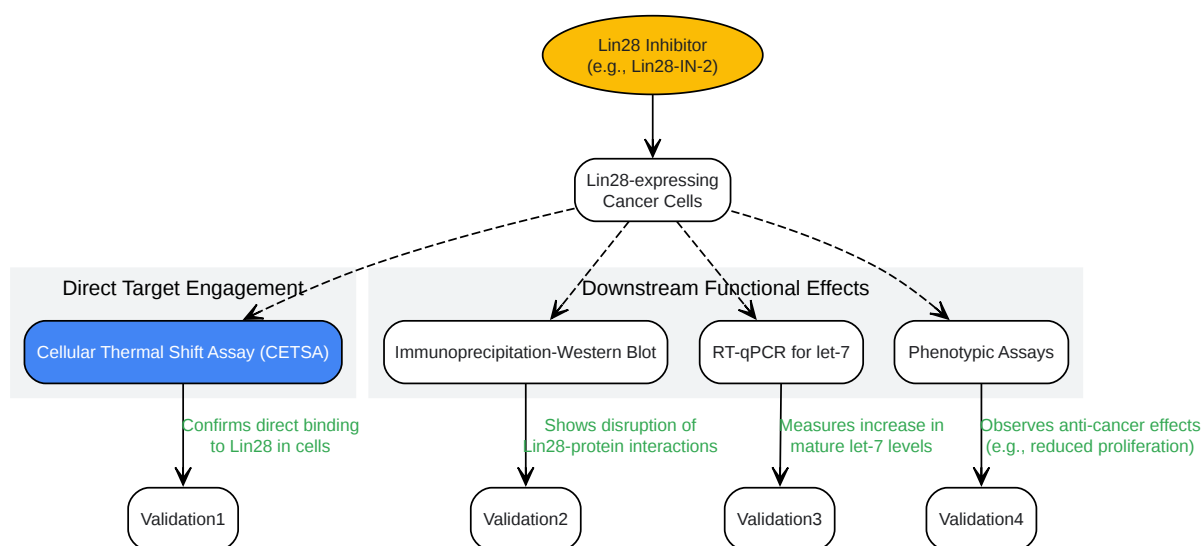 Lin28 Inhibitor
(e.g., Lin28-IN-2)
Lin28-expressing
Cancer Cells
Direct Target Engagement
Downstream Functional Effects
Cellular Thermal Shift Assay (CETSA)
Immunoprecipitation-Western Blot
RT-qPCR for let-7
Phenotypic Assays
Confirms direct binding
to Lin28 in cells
Shows disruption of
Lin28-protein interactions
Measures increase in
mature let-7 levels
Observes anti-cancer effects
(e.g., reduced proliferation)
Validation1
Validation2
Validation3
Validation4